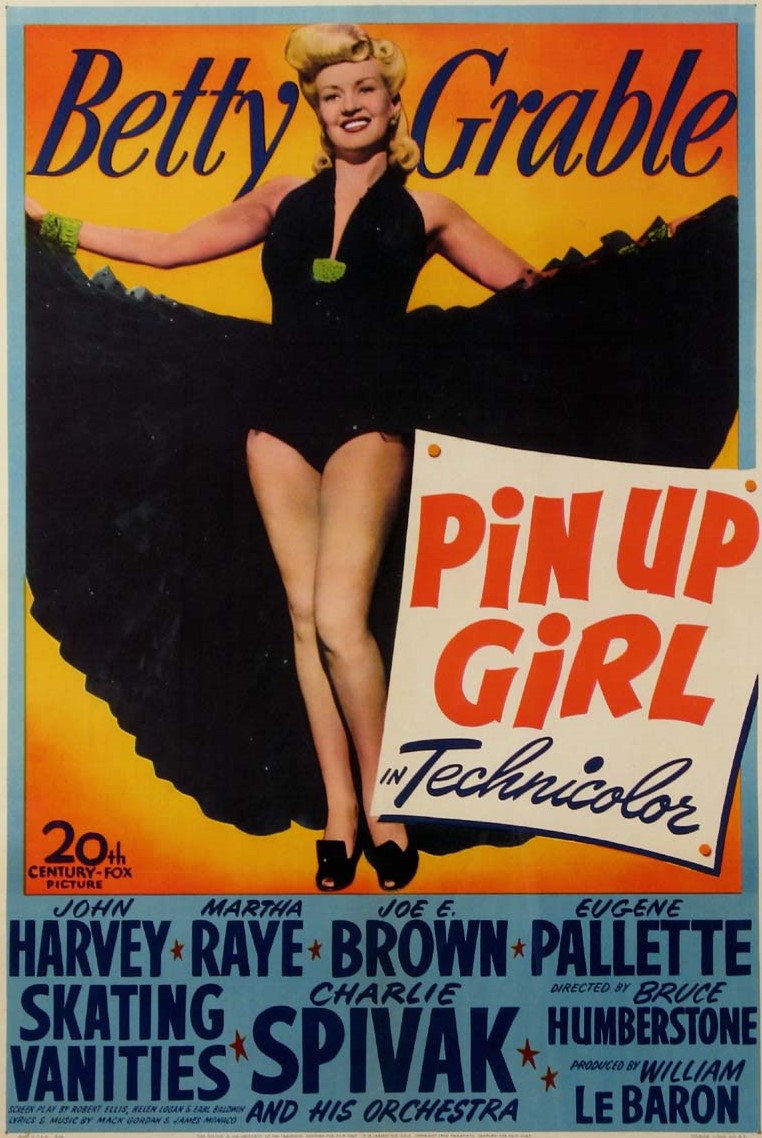 Betty Grable
PiN UP
GiRL
IN Technicolor
20th
CENTURY-FOX
PICTURE
JOHN HARVEY ★ MARTHA RAYE ★ JOE E. BROWN ★ EUGENE PALLETTE
SKATING VANITIES ★
CHARLIE SPIVAK ★★
AND HIS ORCHESTRA
DIRECTED BY BRUCE
HUMBERSTONE
PRODUCED BY WILLIAM
LE BARON
SCREEN PLAY BY ROBERT ELLIS, HELEN LOGAN & EARL BALDWIN
LYRICS & MUSIC BY MACK GORDON & JAMES MONACO